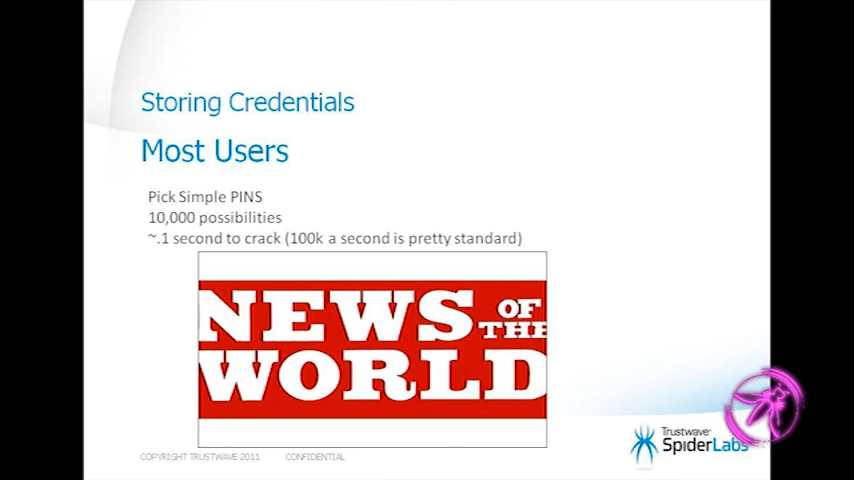 Storing Credentials
Most Users
Pick Simple PINS
10,000 possibilities
~.1 second to crack (100k a second is pretty standard)
NEWS OF THE
WORLD
Trustwave®
SpiderLabs
COPYRIGHT TRUSTWAVE 2011 CONFIDENTIAL